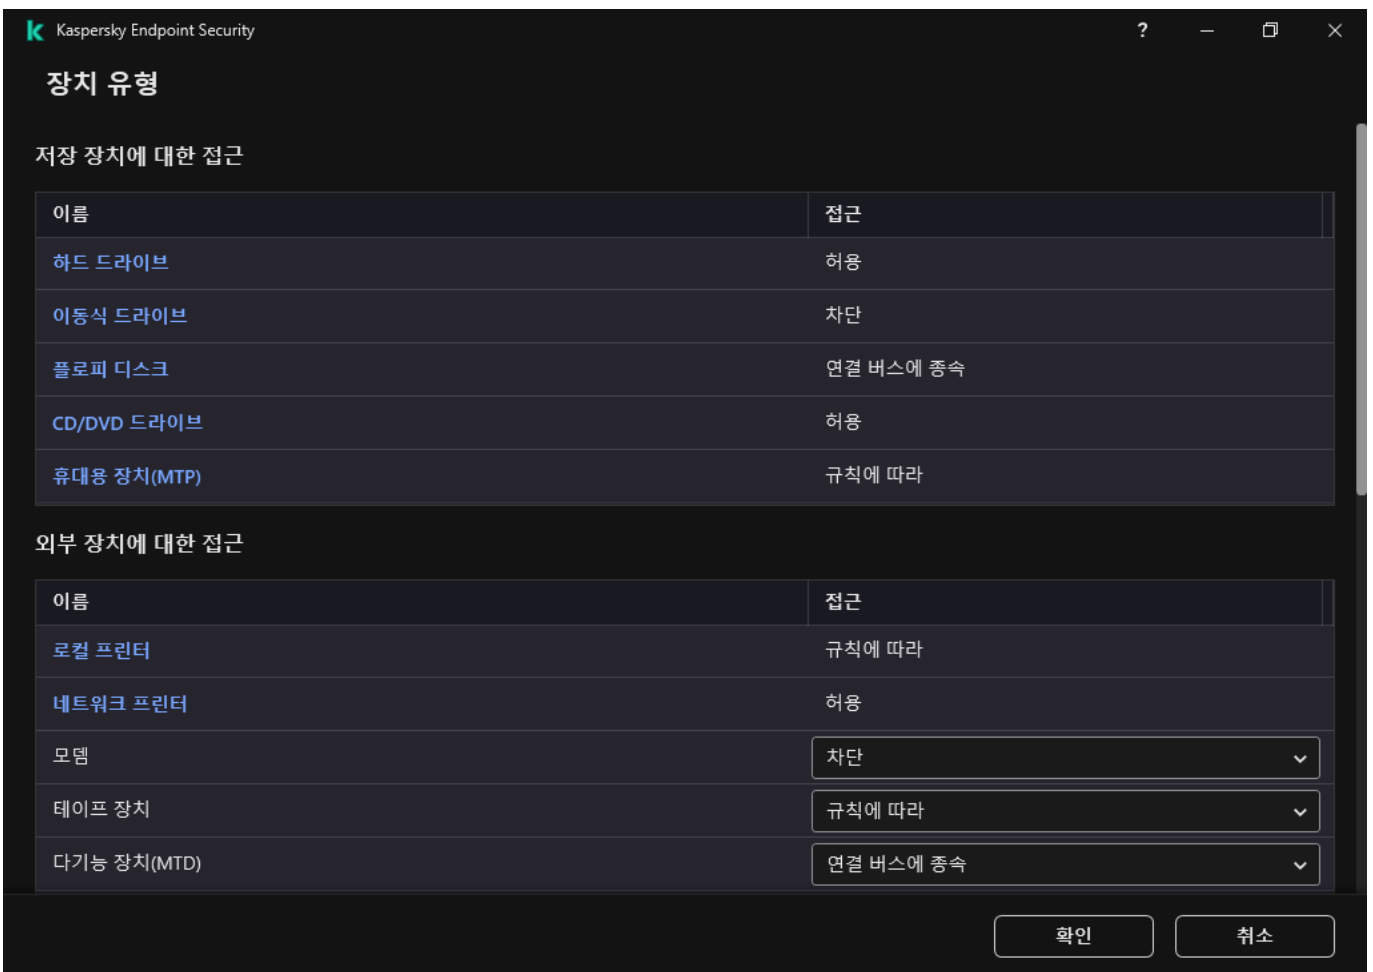 Kaspersky Endpoint Security
?
장치 유형
저장 장치에 대한 접근
이름 접근
하드 드라이브 허용
이동식 드라이브 차단
플로피 디스크 연결 버스에 종속
CD/DVD 드라이브 허용
휴대용 장치(MTP) 규칙에 따라
외부 장치에 대한 접근
이름 접근
로컬 프린터 규칙에 따라
네트워크 프린터 허용
모뎀 차단
테이프 장치 규칙에 따라
다기능 장치(MTD) 연결 버스에 종속
확인 취소